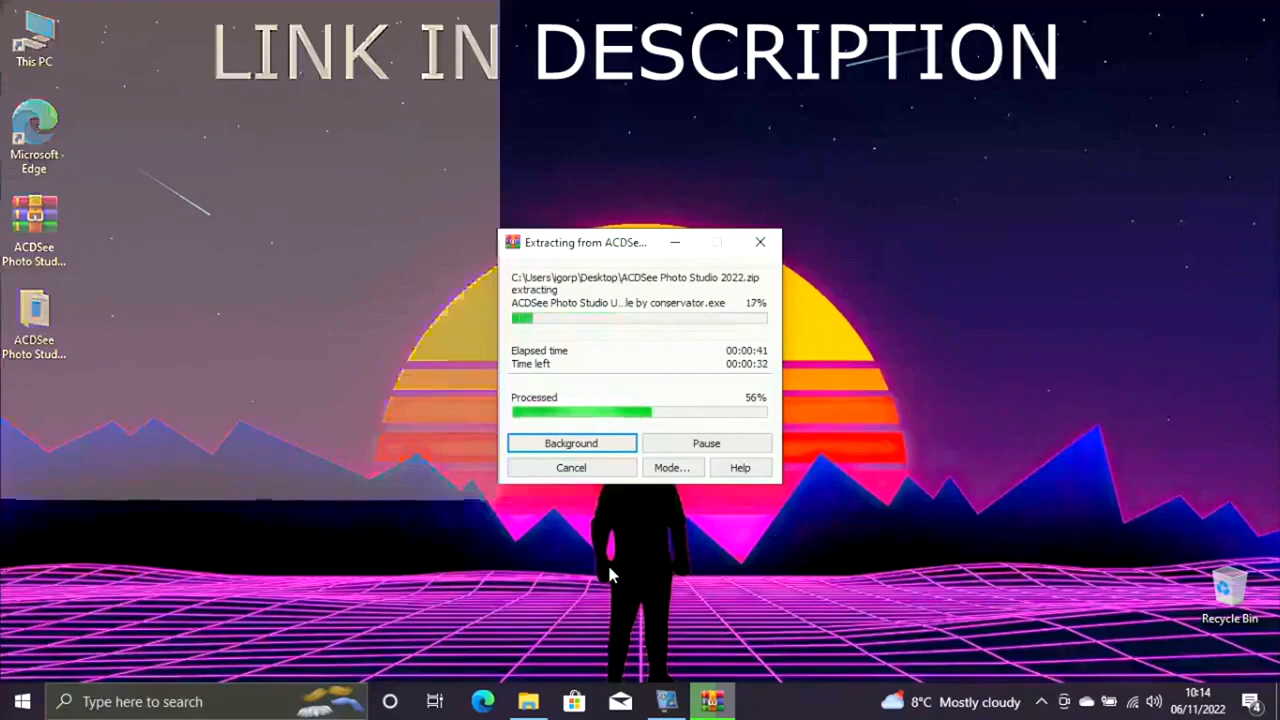 LINK IN DESCRIPTION
This PC
Microsoft
Edge
ACDSee
Photo Stud...
ACDSee
Photo Stud...
Extracting from ACDSe...
C:\Users\igorp\Desktop\ACDSee Photo Studio 2022.zip
extracting
ACDSee Photo Studio U...le by conservator.exe 17%
Elapsed time 00:00:41
Time left 00:00:32
Processed 56%
Background Pause
Cancel Mode... Help
Recycle Bin
Type here to search
8°C Mostly cloudy
10:14
06/11/2022
4